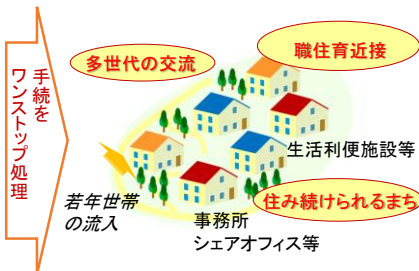 手続を
ワンストップ処理
多世代の交流
職住育近接
生活利便施設等
住み続けられるまち
若年世帯
の流入
事務所
シェアオフィス等